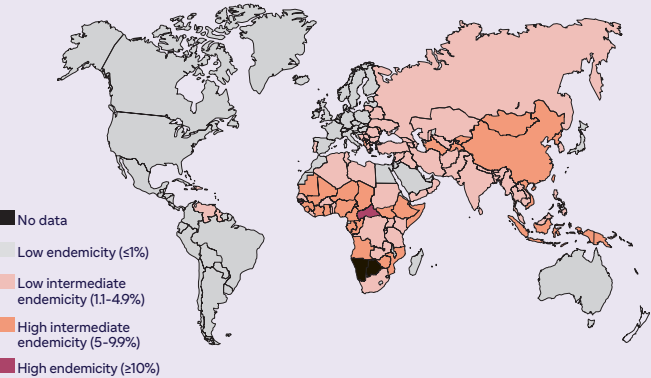 No data
Low endemicity (≤1%)
Low intermediate
endemicity (1.1-4.9%)
High intermediate
endemicity (5-9.9%)
High endemicity (≥10%)